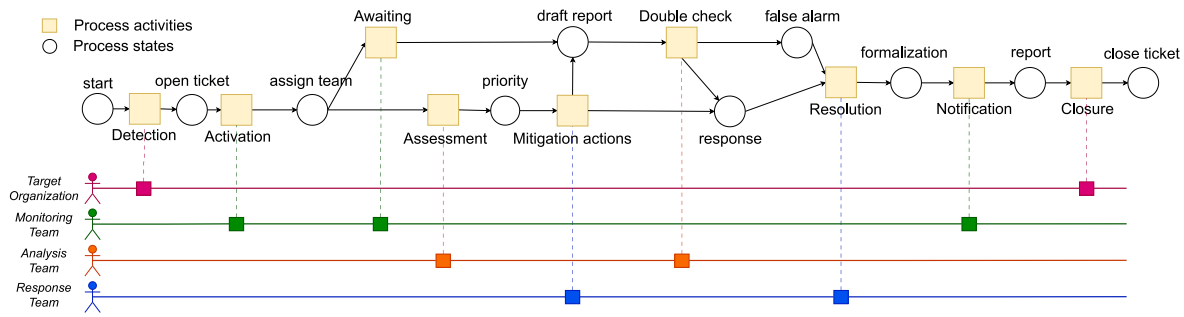 Process activities
Process states
Awaiting
draft report
Double check
false alarm
start
open ticket
assign team
priority
formalization
report
close ticket
Detection
Activation
Assessment
Mitigation actions
response
Resolution
Notification
Closure
Target
Organization
Monitoring
Team
Analysis
Team
Response
Team